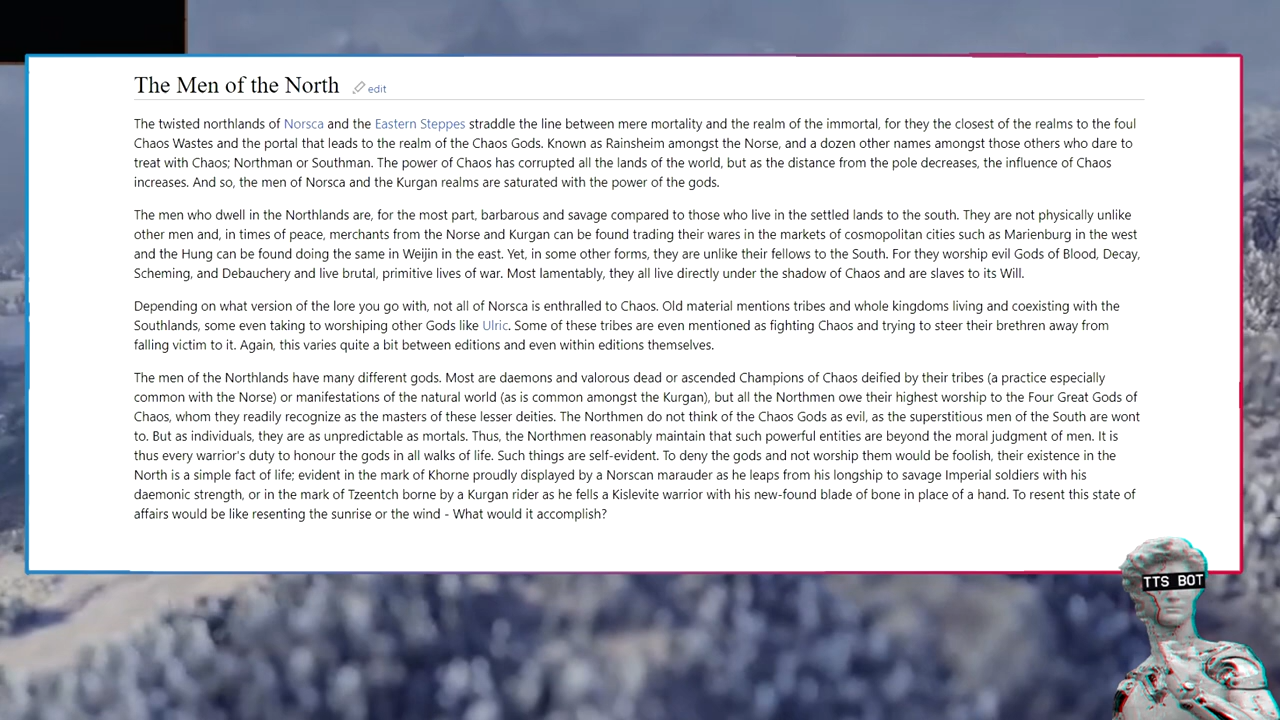 The Men of the North edit
The twisted northlands of Norsca and the Eastern Steppes straddle the line between mere mortality and the realm of the immortal, for they the closest of the realms to the foul
Chaos Wastes and the portal that leads to the realm of the Chaos Gods. Known as Rainsheim amongst the Norse, and a dozen other names amongst those others who dare to
treat with Chaos; Northman or Southman. The power of Chaos has corrupted all the lands of the world, but as the distance from the pole decreases, the influence of Chaos
increases. And so, the men of Norsca and the Kurgan realms are saturated with the power of the gods.
The men who dwell in the Northlands are, for the most part, barbarous and savage compared to those who live in the settled lands to the south. They are not physically unlike
other men and, in times of peace, merchants from the Norse and Kurgan can be found trading their wares in the markets of cosmopolitan cities such as Marienburg in the west
and the Hung can be found doing the same in Weijin in the east. Yet, in some other forms, they are unlike their fellows to the South. For they worship evil Gods of Blood, Decay,
Scheming, and Debauchery and live brutal, primitive lives of war. Most lamentably, they all live directly under the shadow of Chaos and are slaves to its Will.
Depending on what version of the lore you go with, not all of Norsca is enthralled to Chaos. Old material mentions tribes and whole kingdoms living and coexisting with the
Southlands, some even taking to worshiping other Gods like Ulric. Some of these tribes are even mentioned as fighting Chaos and trying to steer their brethren away from
falling victim to it. Again, this varies quite a bit between editions and even within editions themselves.
The men of the Northlands have many different gods. Most are daemons and valorous dead or ascended Champions of Chaos deified by their tribes (a practice especially
common with the Norse) or manifestations of the natural world (as is common amongst the Kurgan), but all the Northmen owe their highest worship to the Four Great Gods of
Chaos, whom they readily recognize as the masters of these lesser deities. The Northmen do not think of the Chaos Gods as evil, as the superstitious men of the South are wont
to. But as individuals, they are as unpredictable as mortals. Thus, the Northmen reasonably maintain that such powerful entities are beyond the moral judgment of men. It is
thus every warrior's duty to honour the gods in all walks of life. Such things are self-evident. To deny the gods and not worship them would be foolish, their existence in the
North is a simple fact of life; evident in the mark of Khorne proudly displayed by a Norscan marauder as he leaps from his longship to savage Imperial soldiers with his
daemonic strength, or in the mark of Tzeentch borne by a Kurgan rider as he fells a Kislevite warrior with his new-found blade of bone in place of a hand. To resent this state of
affairs would be like resenting the sunrise or the wind - What would it accomplish?
TTS BOT